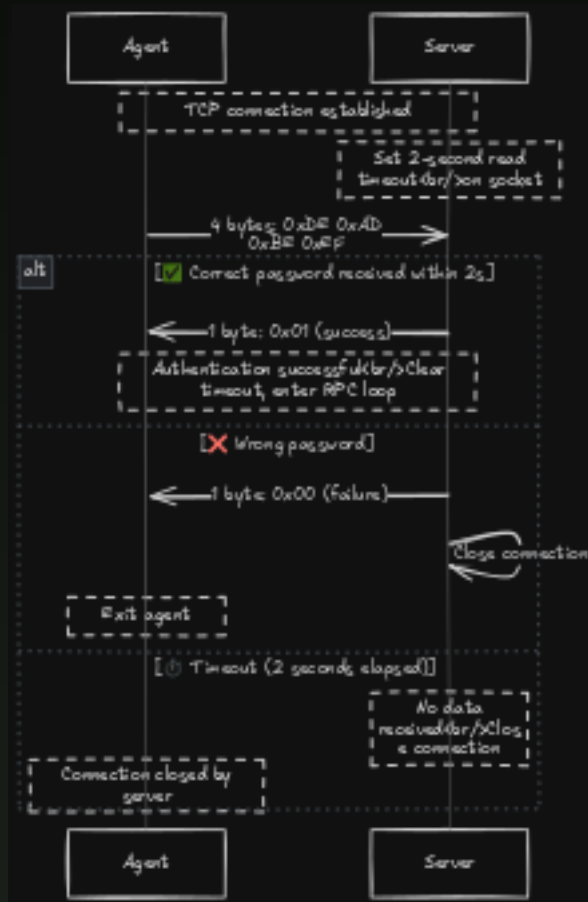 Agent
Server
TCP connection established
Set 2-second read
timeout<br/>on socket
4 bytes: 0xDE 0xAD
0xBE 0xEF
alt
[✅ Correct password received within 2s]
1 byte: 0x01 (success)
Authentication successful<br/>Clear
timeout, enter RPC loop
[❌ Wrong password]
1 byte: 0x00 (failure)
Close connection
Exit agent
[⏱ Timeout (2 seconds elapsed)]
No data
received<br/>Clos
e connection
Connection closed by
server
Agent
Server